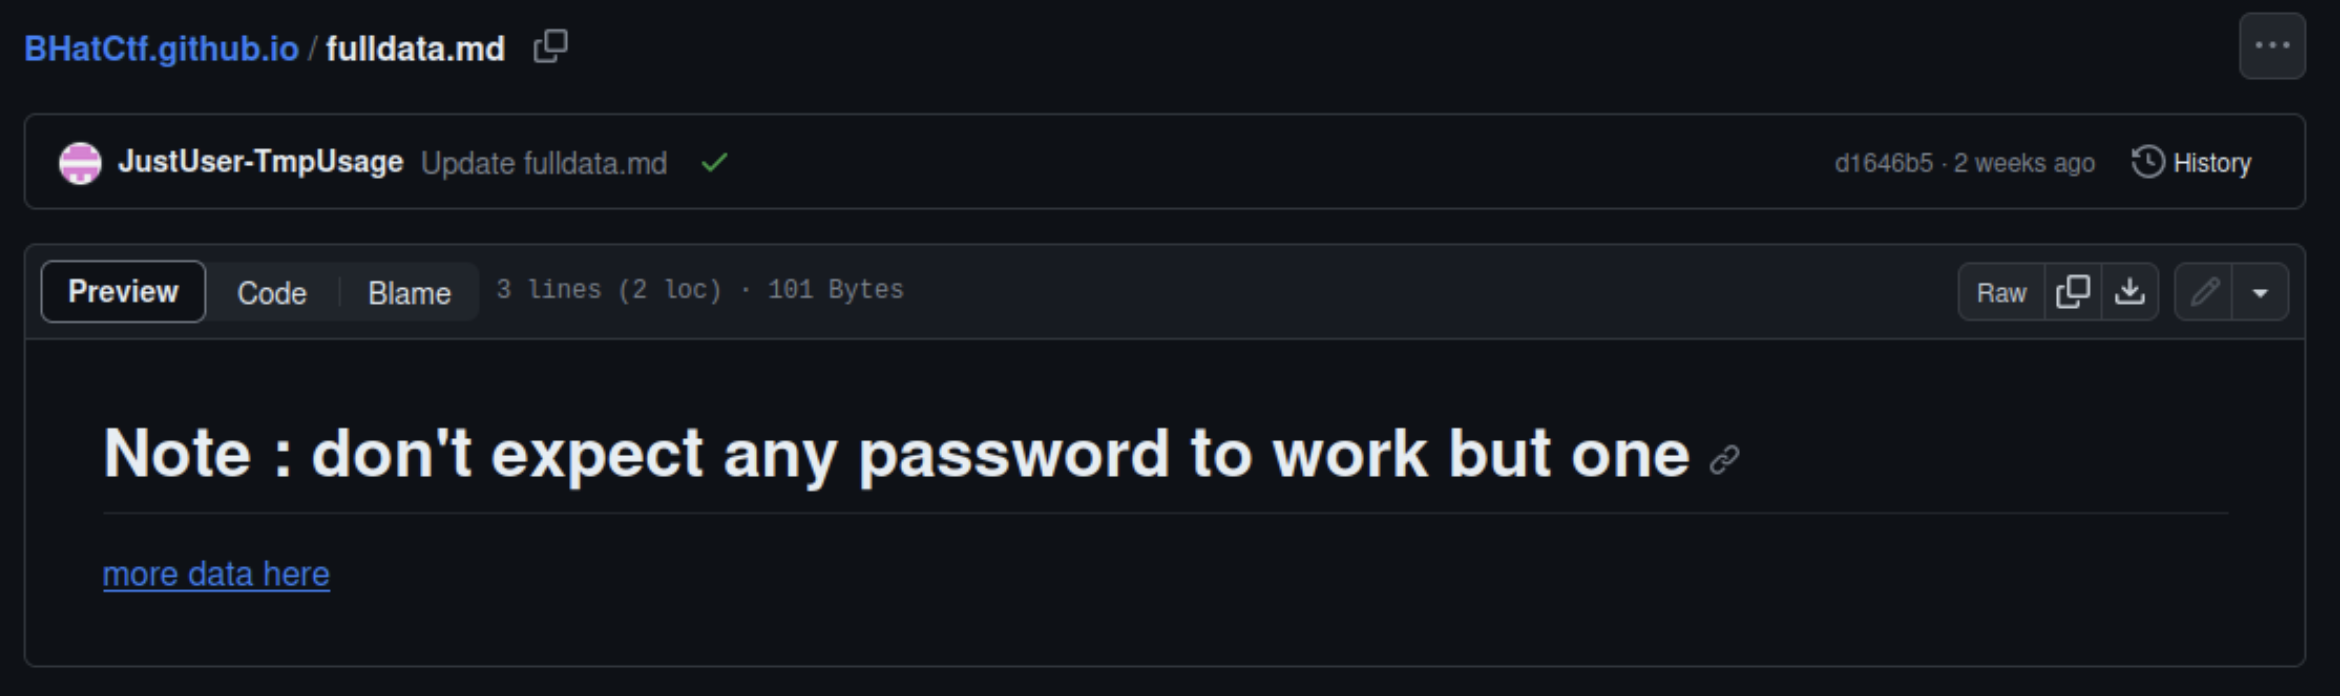 BHatCtf.github.io / fulldata.md
JustUser-TmpUsage Update fulldata.md d1646b5 · 2 weeks ago History
Preview Code Blame 3 lines (2 loc) · 101 Bytes Raw
Note : don't expect any password to work but one
more data here